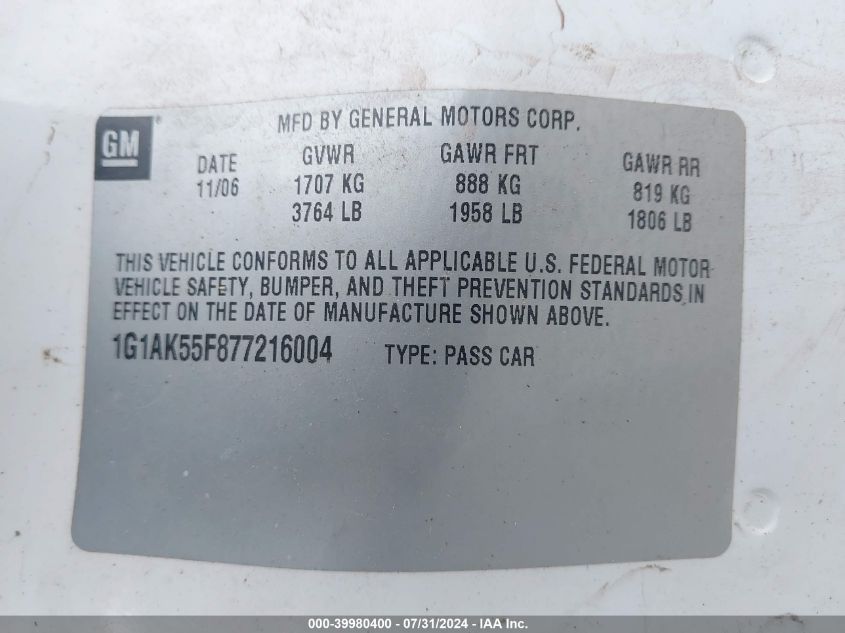 MFD BY GENERAL MOTORS CORP.
GM
DATE GVWR GAWR FRT GAWR RR
11/06 1707 KG 888 KG 819 KG
3764 LB 1958 LB 1806 LB
THIS VEHICLE CONFORMS TO ALL APPLICABLE U.S. FEDERAL MOTOR
VEHICLE SAFETY, BUMPER, AND THEFT PREVENTION STANDARDS IN
EFFECT ON THE DATE OF MANUFACTURE SHOWN ABOVE.
1G1AK55F877216004 TYPE: PASS CAR
000-39980400 / 07/31/2024 - IAA Inc.